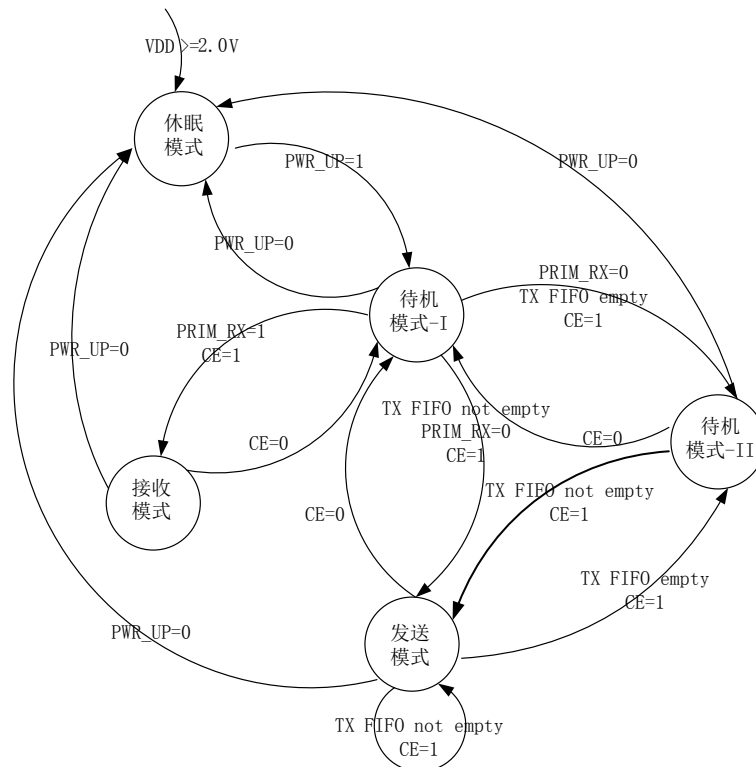 VDD >=2.0V
休眠
模式
PWR_UP=1
PWR_UP=0
PWR_UP=0
待机
模式-I
PRIM_RX=0
TX FIFO empty
CE=1
PRIM_RX=1
CE=1
PWR_UP=0
TX FIFO not empty
PRIM_RX=0
CE=1
CE=0
CE=0
待机
模式-II
接收
模式
TX FIFO not empty
CE=1
CE=0
TX FIFO empty
CE=1
PWR_UP=0
发送
模式
TX FIFO not empty
CE=1